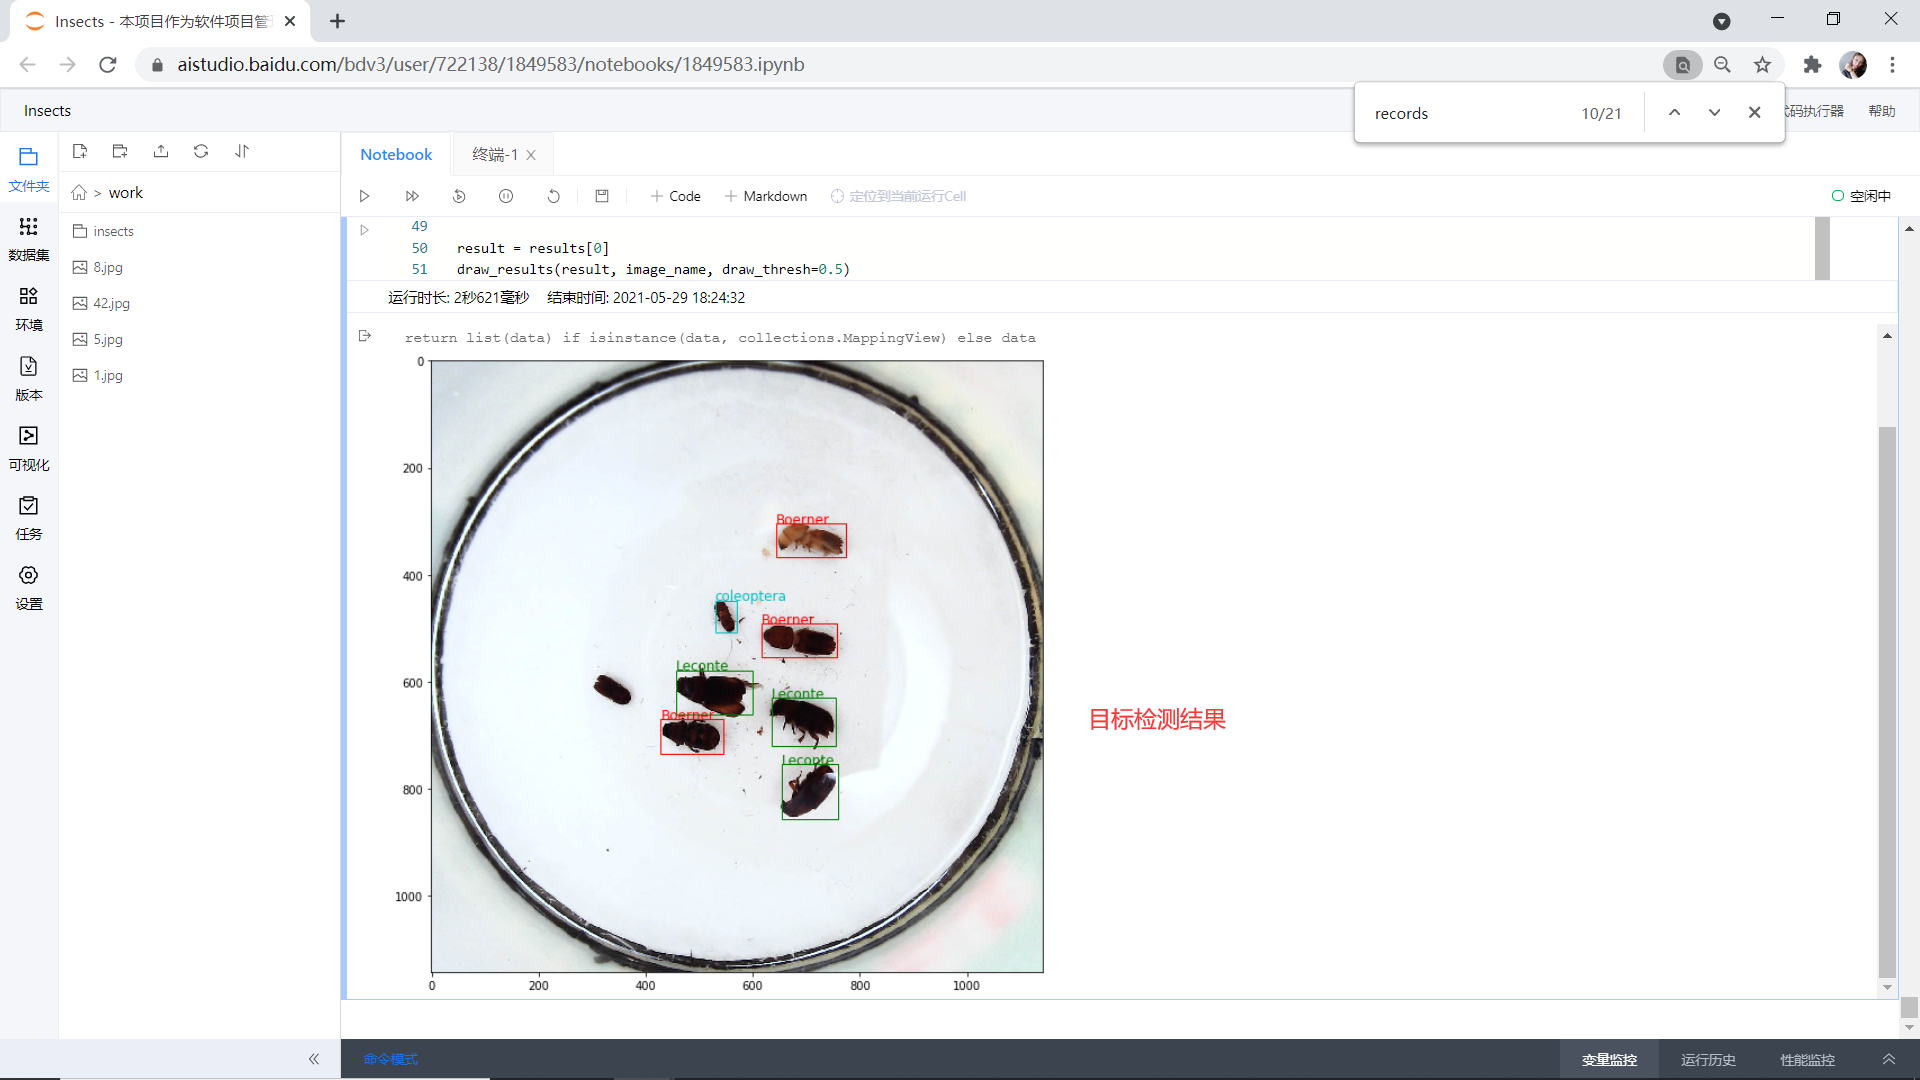 Insects - 本项目作为软件项目管
aistudio.baidu.com/bdv3/user/722138/1849583/notebooks/1849583.ipynb
records 10/21
Insects
代码执行器 帮助
文件夹
数据集
环境
版本
可视化
任务
设置
> work
insects
8.jpg
42.jpg
5.jpg
1.jpg
Notebook 终端-1
Code Markdown 定位到当前运行Cell
空闲中
49
50 result = results[0]
51 draw_results(result, image_name, draw_thresh=0.5)
运行时长: 2秒621毫秒 结束时间: 2021-05-29 18:24:32
return list(data) if isinstance(data, collections.MappingView) else data
0
200
400
600
800
1000
Boerner
coleoptera
Boerner
Leconte
Leconte
Boerner
Leconte
0 200 400 600 800 1000
目标检测结果
命令模式
变量监控 运行历史 性能监控